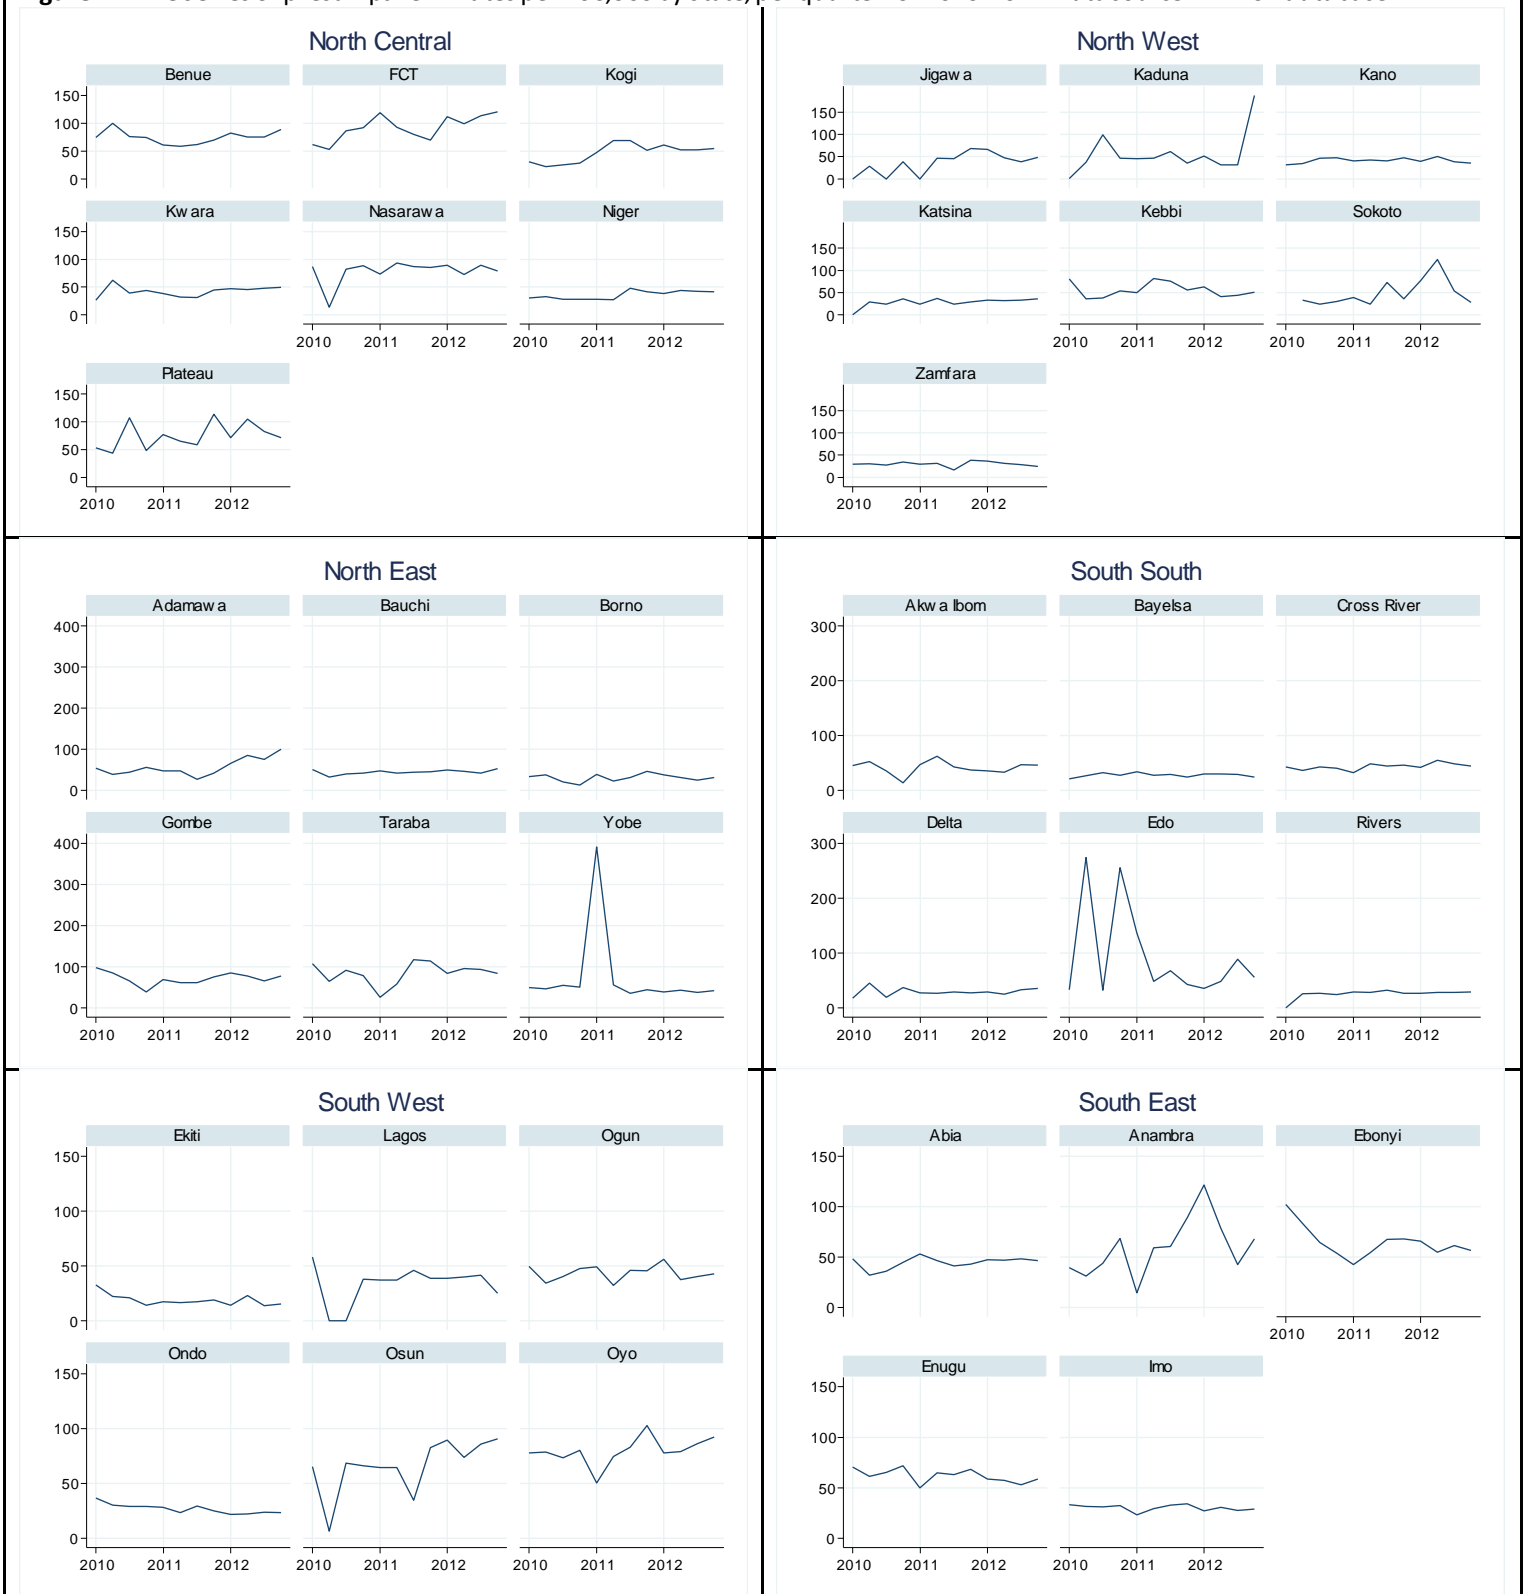 North Central
Benue FCT Kogi
150
100
50
0
Kwara Nasarawa Niger
150
100
50
0
2010 2011 2012 2010 2011 2012
Plateau
150
100
50
0
2010 2011 2012
North West
Jigawa Kaduna Kano
150
100
50
0
Katsina Kebbi Sokoto
150
100
50
0
2010 2011 2012 2010 2011 2012
Zamfara
150
100
50
0
2010 2011 2012
North East
Adamawa Bauchi Borno
400
300
200
100
0
Gombe Taraba Yobe
400
300
200
100
0
2010 2011 2012 2010 2011 2012 2010 2011 2012
South South
Akwa Ibom Bayelsa Cross River
300
200
100
0
Delta Edo Rivers
300
200
100
0
2010 2011 2012 2010 2011 2012 2010 2011 2012
South West
Ekiti Lagos Ogun
150
100
50
0
Ondo Osun Oyo
150
100
50
0
2010 2011 2012 2010 2011 2012 2010 2011 2012
South East
Abia Anambra Ebonyi
150
100
50
0
2010 2011 2012
Enugu Imo
150
100
50
0
2010 2011 2012 2010 2011 2012